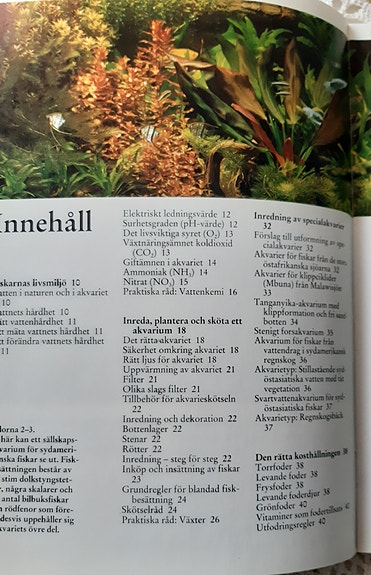 Innehåll
skarnas livsmiljö 10
atten i naturen och i akvariet
10
attnets hårdhet 10
ätt vattenhårdhet 11
tt mäta vattnets hårdhet 11
tt förändra vattnets hårdhet
11
dorna 2–3.
här kan ett sällskaps-
varium för sydameri-
nska fiskar se ut. Fisk-
sättningen består av
stim dolkstygnstet-
r, några skalarer och
antal bilbuksfiskar
n rödfenor som före-
desvis uppehåller sig
kvariets övre del.
Elektriskt ledningsvärde 12
Surhetsgraden (pH-värde) 12
Det livsviktiga syret (O₂) 13
Växtnäringsämnet koldioxid
(CO₂) 13
Giftämnen i akvariet 14
Ammoniak (NH₃) 14
Nitrat (NO₃) 15
Praktiska råd: Vattenkemi 16
Inreda, plantera och sköta ett
akvarium 18
Det rätta akvariet 18
Säkerhet omkring akvariet 18
Rätt ljus för akvariet 18
Uppvärmning av akvariet 21
Filter 21
Olika slags filter 21
Tillbehör för akvarieskötseln
22
Inredning och dekoration 22
Bottenlager 22
Stenar 22
Rötter 22
Inredning – steg för steg 22
Inköp och insättning av fiskar
23
Grundregler för blandad fisk-
besättning 24
Skötselråd 24
Praktiska råd: Växter 26
Inredning av specialakvarier
32
Förslag till utformning av spe-
cialakvarier 32
Akvarier för fiskar från de stora
östafrikanska sjöarna 32
Akvarier för klippciklider
(Mbuna) från Malawisjön
33
Tanganyika-akvarium med
klippformation och fri
botten 34
Stenigt forsakvarium 35
Akvarium för fiskar från
vattendrag i sydamerikansk
regnskog 36
Akvarietyp: Stillastående syd-
östasiatiska vatten med tät
vegetation 36
Svartvattenakvarium för syd-
östasiatiska fiskar 37
Akvarietyp: Regnskogsbäck
37
Den rätta kosthållningen 38
Torrfoder 38
Levande foder 38
Frysfoder 38
Levande foderdjur 38
Grönfoder 40
Vitaminer som fodertillsats 40
Utfodringsregler 40